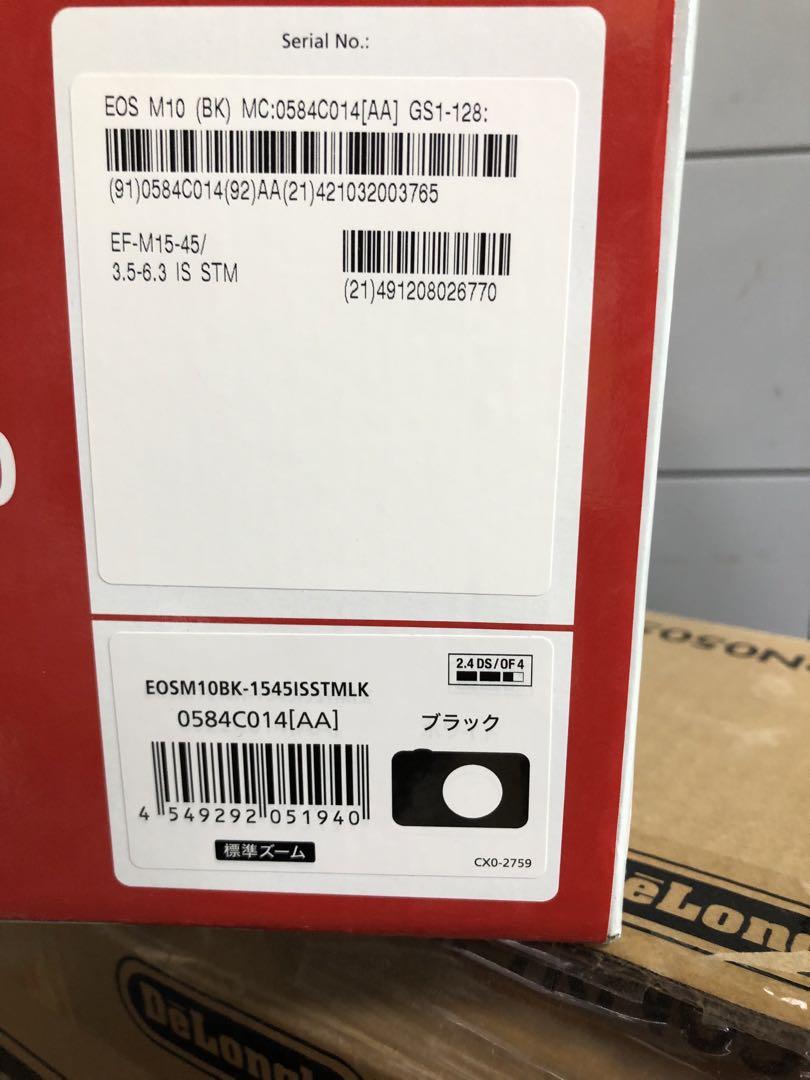 Serial No.:
EOS M10 (BK) MC:0584C014[AA] GS1-128:
(91)0584C014(92)AA(21)421032003765
EF-M15-45/
3.5-6.3 IS STM
(21)491208026770
2.4 DS/OF 4
EOSM10BK-1545ISSTMLK
0584C014[AA]
ブラック
4 549292 051940
標準ズーム
CX0-2759
DeLongh